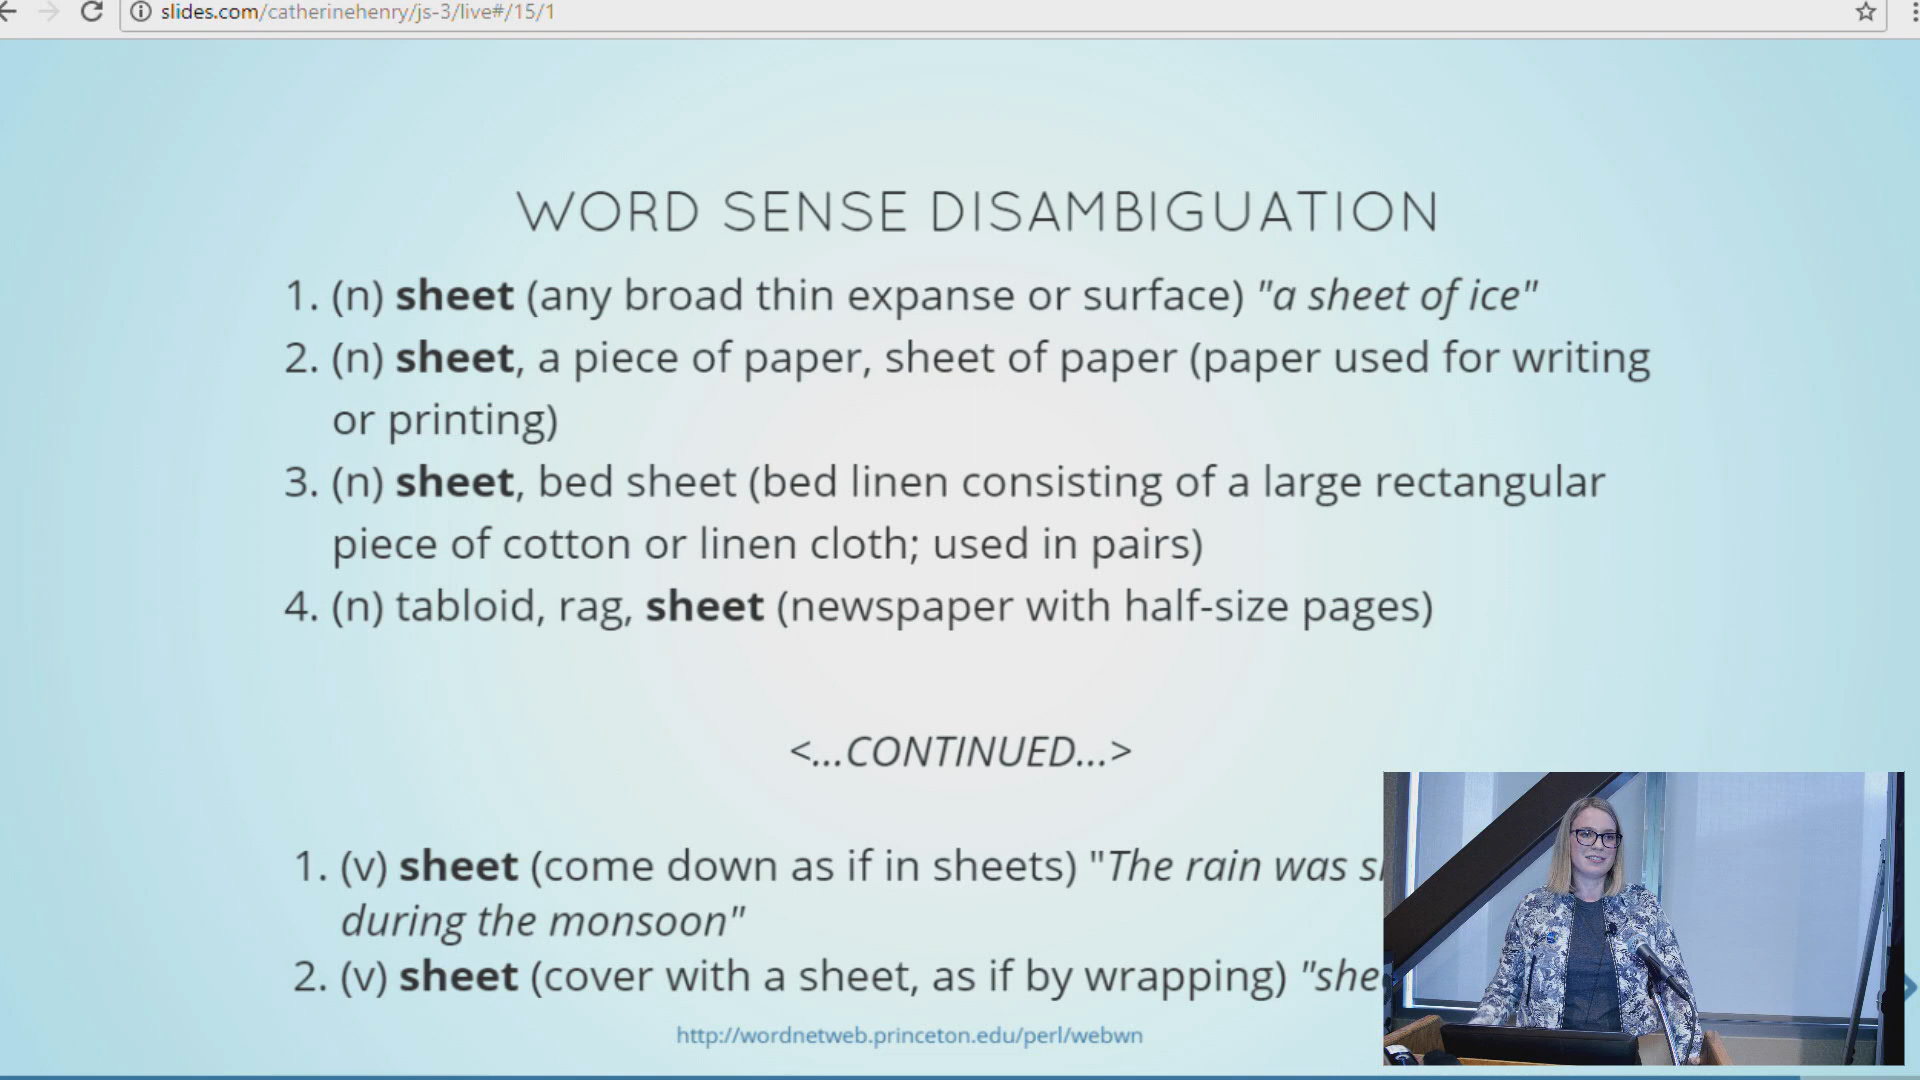 slides.com/catherinehenry/js-3/live#/15/1
WORD SENSE DISAMBIGUATION
1. (n) sheet (any broad thin expanse or surface) "a sheet of ice"
2. (n) sheet, a piece of paper, sheet of paper (paper used for writing
or printing)
3. (n) sheet, bed sheet (bed linen consisting of a large rectangular
piece of cotton or linen cloth; used in pairs)
4. (n) tabloid, rag, sheet (newspaper with half-size pages)
<...CONTINUED...>
1. (v) sheet (come down as if in sheets) "The rain was
during the monsoon"
2. (v) sheet (cover with a sheet, as if by wrapping)
http://wordnetweb.princeton.edu/perl/webwn